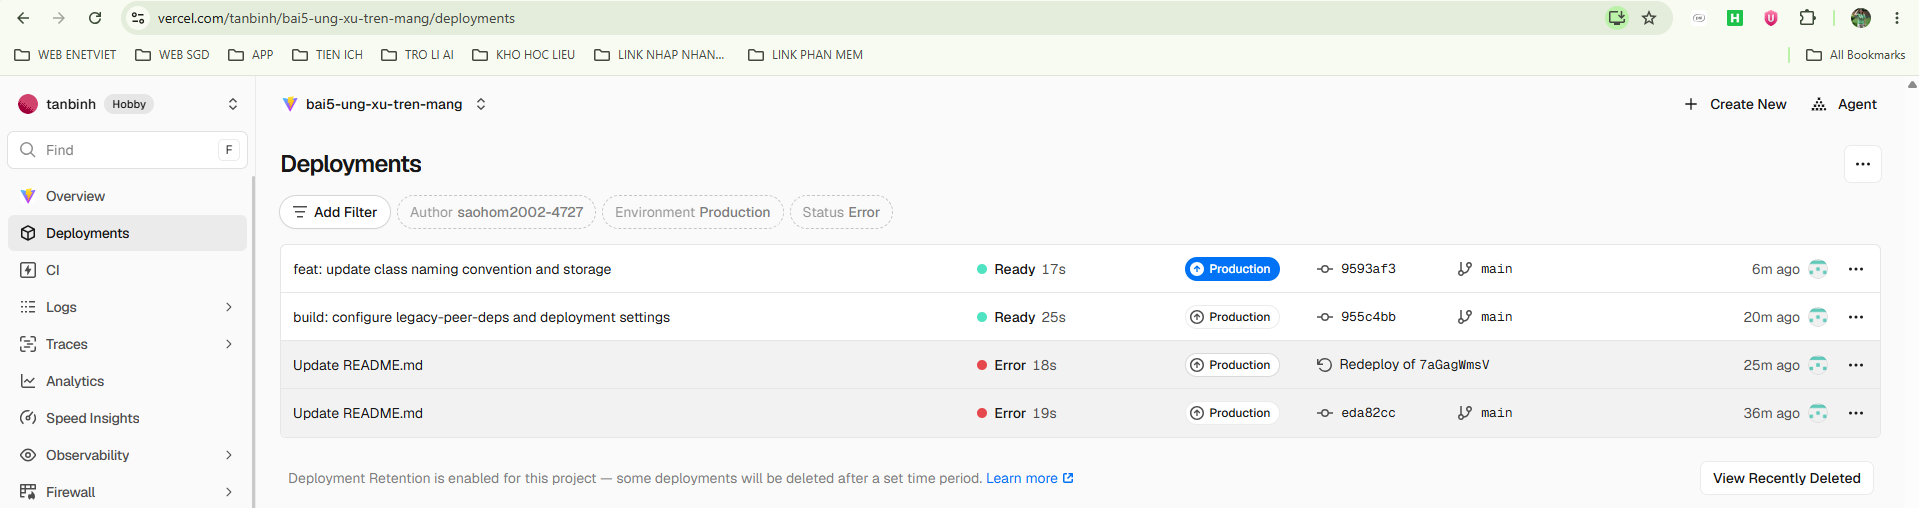 vercel.com/tanbinh/bai5-ung-xu-tren-mang/deployments
WEB ENETVIET WEB SGD APP TIEN ICH TRO LI AI KHO HOC LIEU LINK NHAP NHAN... LINK PHAN MEM All Bookmarks
tanbinh Hobby
bai5-ung-xu-tren-mang
Create New Agent
Find F
Deployments
Overview
Add Filter Author saohom2002-4727 Environment Production Status Error
Deployments
CI
feat: update class naming convention and storage Ready 17s Production 9593af3 main 6m ago
Logs
build: configure legacy-peer-deps and deployment settings Ready 25s Production 955c4bb main 20m ago
Traces
Update README.md Error 18s Production Redeploy of 7aGagWmsV 25m ago
Analytics
Speed Insights
Update README.md Error 19s Production eda82cc main 36m ago
Observability
Deployment Retention is enabled for this project — some deployments will be deleted after a set time period. Learn more
View Recently Deleted
Firewall